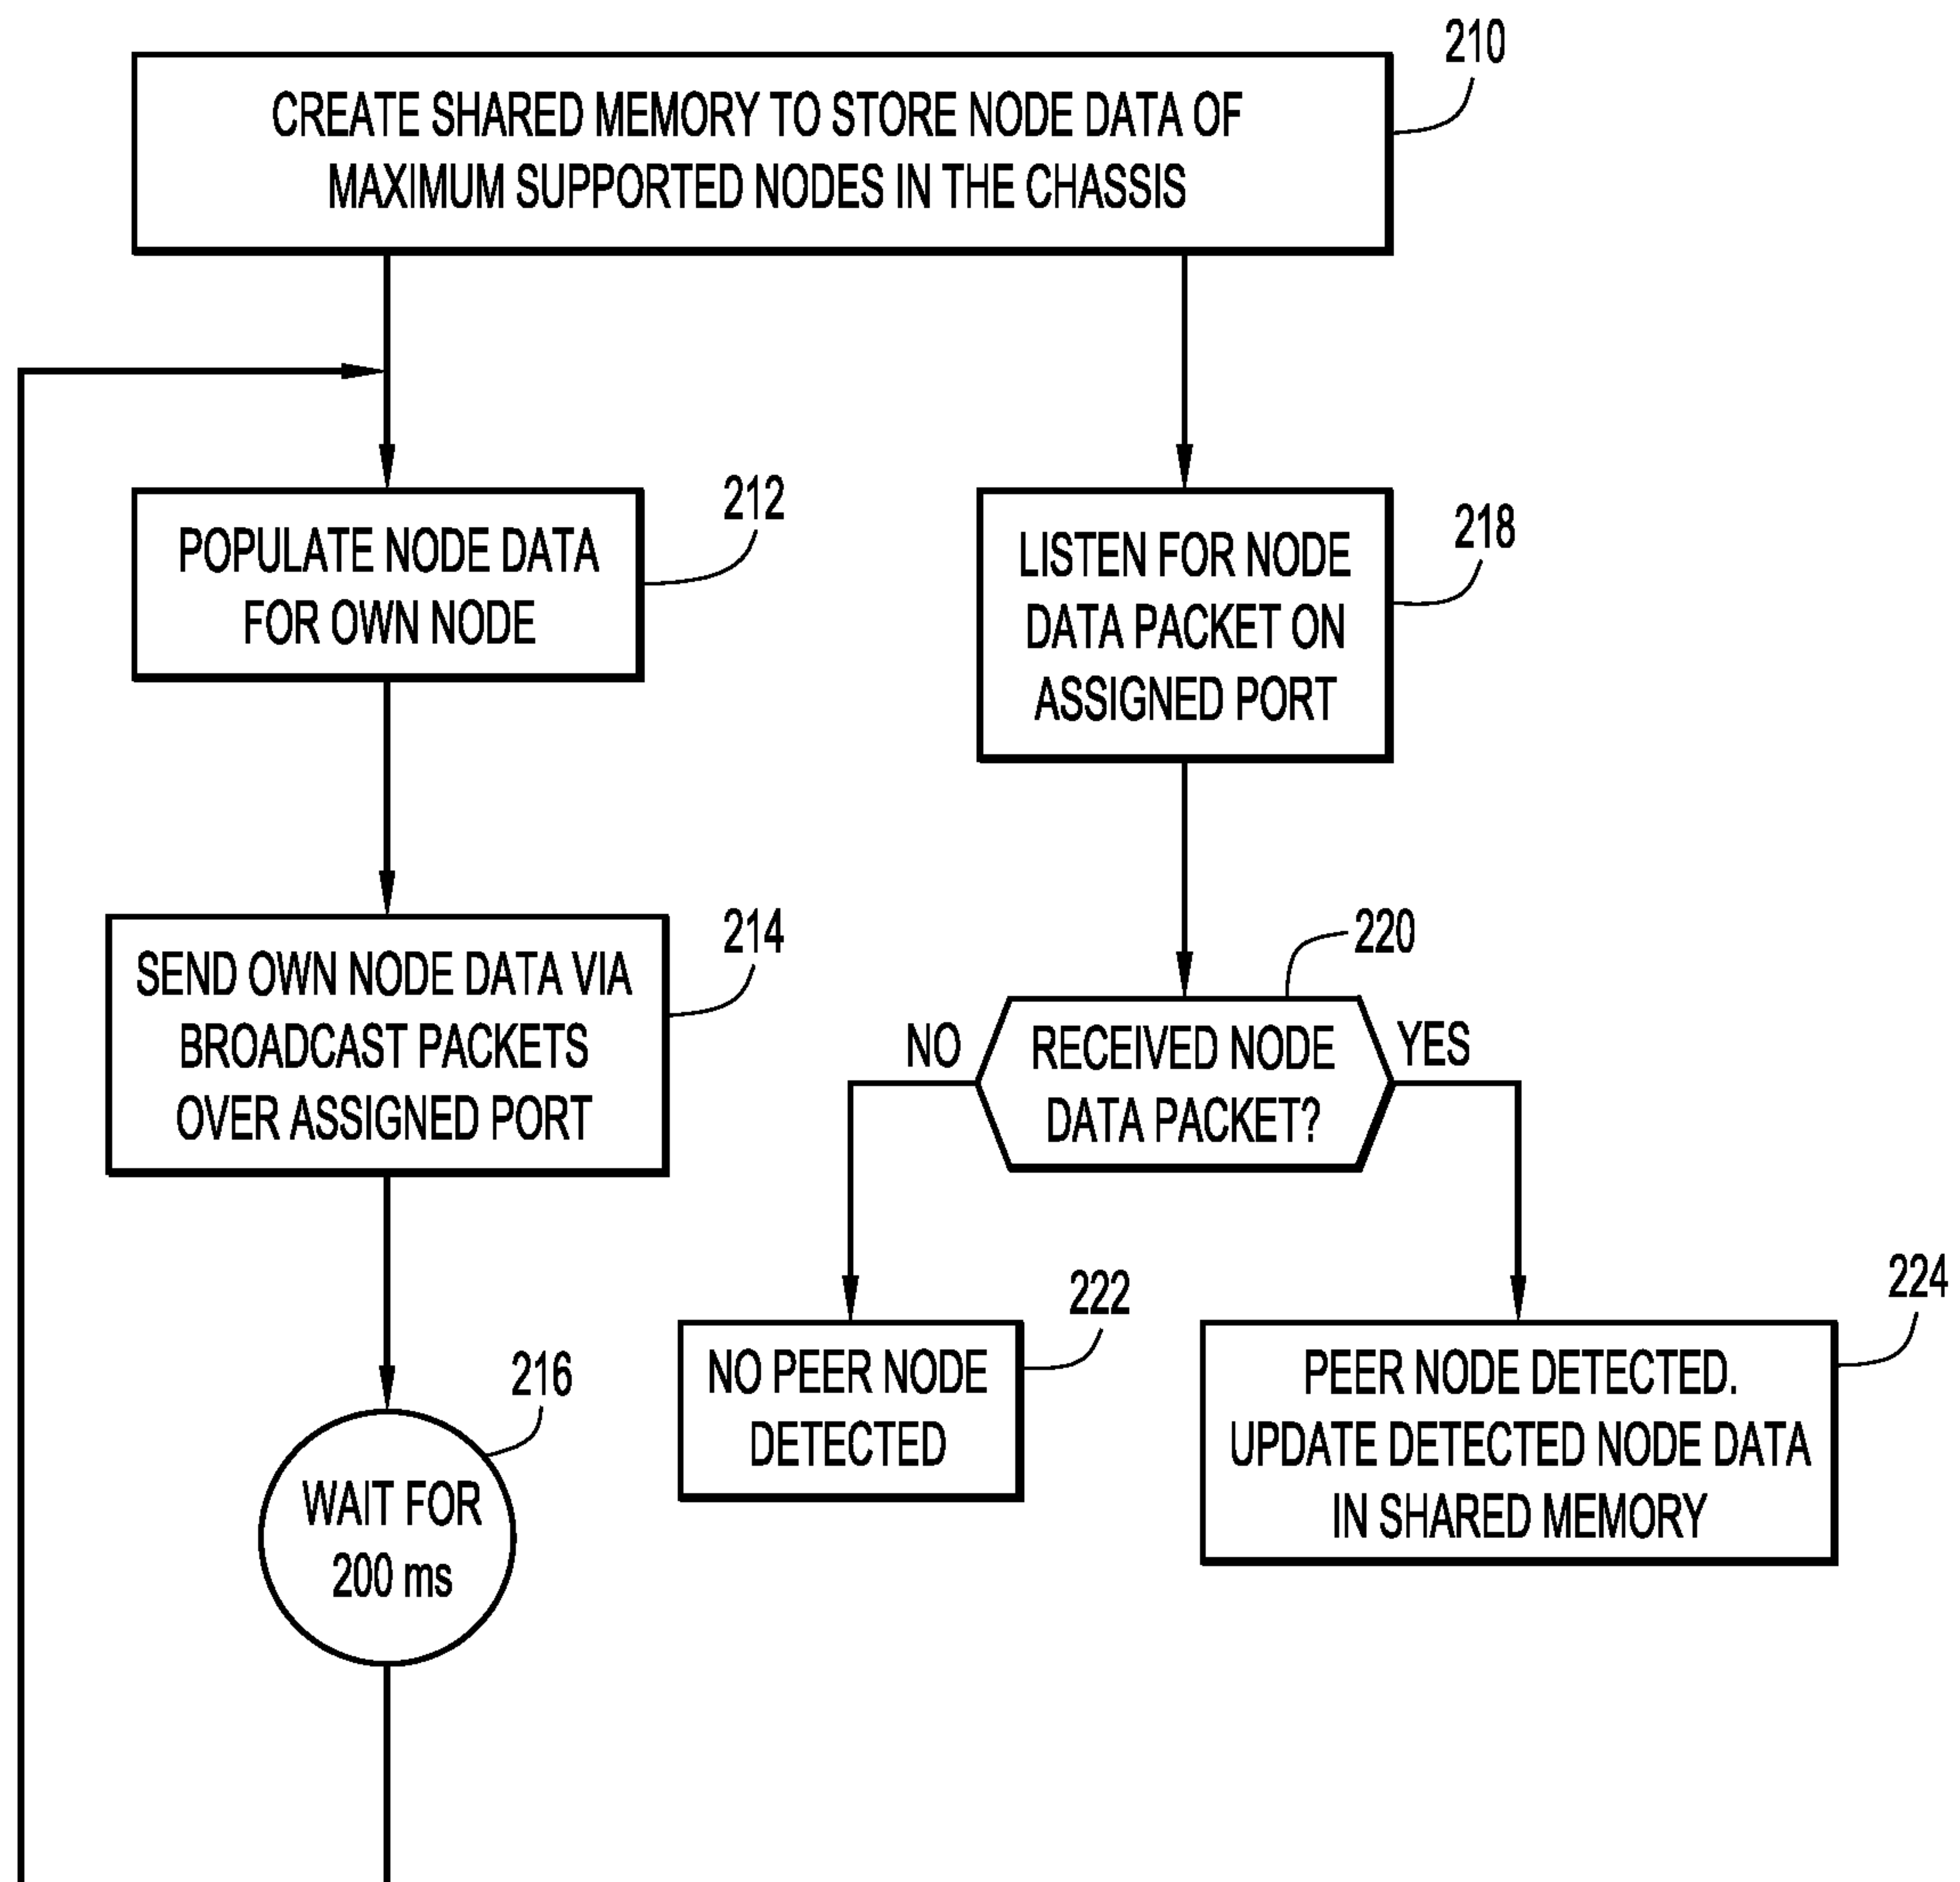 210
CREATE SHARED MEMORY TO STORE NODE DATA OF
MAXIMUM SUPPORTED NODES IN THE CHASSIS
212
POPULATE NODE DATA
FOR OWN NODE
218
LISTEN FOR NODE
DATA PACKET ON
ASSIGNED PORT
214
SEND OWN NODE DATA VIA
BROADCAST PACKETS
OVER ASSIGNED PORT
220
NO
RECEIVED NODE
DATA PACKET?
YES
216
WAIT FOR
200 ms
222
NO PEER NODE
DETECTED
224
PEER NODE DETECTED.
UPDATE DETECTED NODE DATA
IN SHARED MEMORY